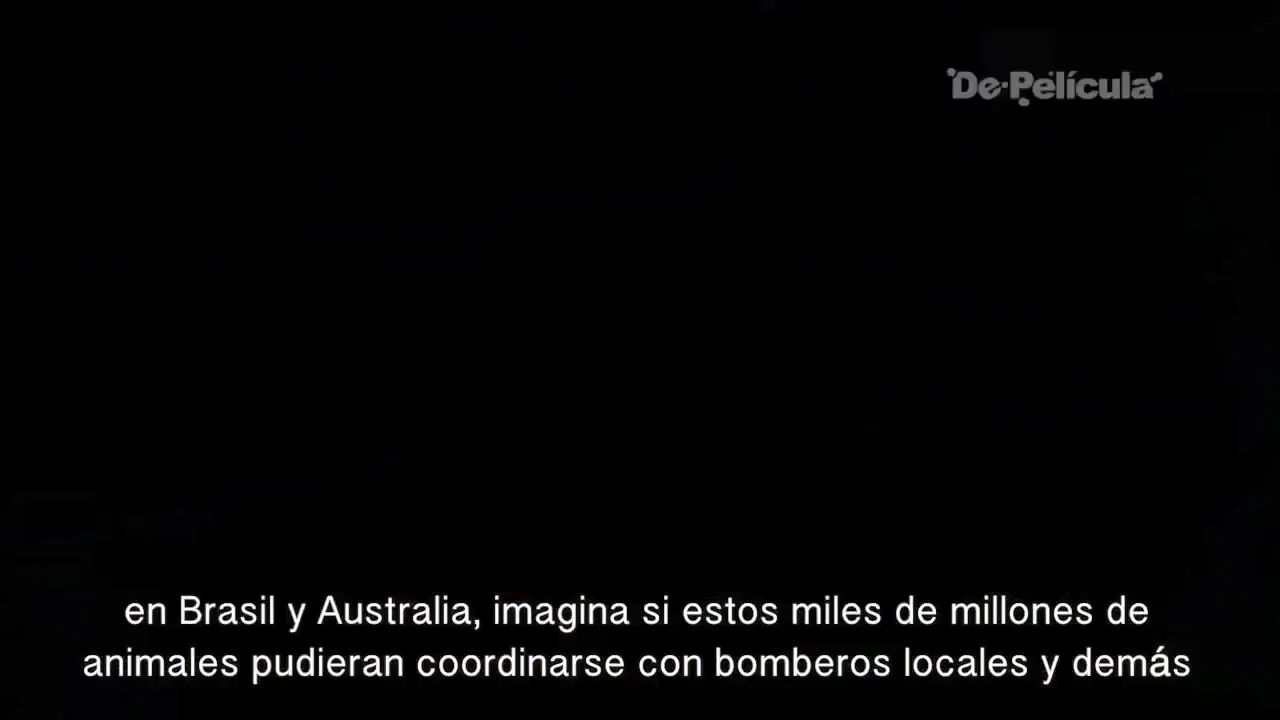 De Película
en Brasil y Australia, imagina si estos miles de millones de
animales pudieran coordinarse con bomberos locales y demás